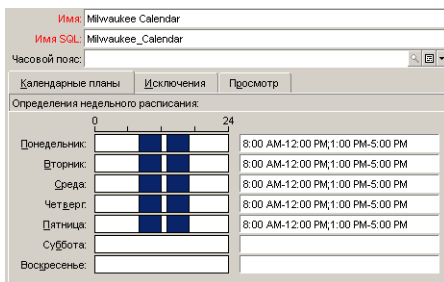 Имя: Milwaukee Calendar
Имя SQL: Milwaukee_Calendar
Часовой пояс:
Календарные планы Исключения Просмотр
Определения недельного расписания:
0 24
Понедельник: 8:00 AM-12:00 PM;1:00 PM-5:00 PM
Вторник: 8:00 AM-12:00 PM;1:00 PM-5:00 PM
Среда: 8:00 AM-12:00 PM;1:00 PM-5:00 PM
Четверг: 8:00 AM-12:00 PM;1:00 PM-5:00 PM
Пятница: 8:00 AM-12:00 PM;1:00 PM-5:00 PM
Суббота:
Воскресенье: